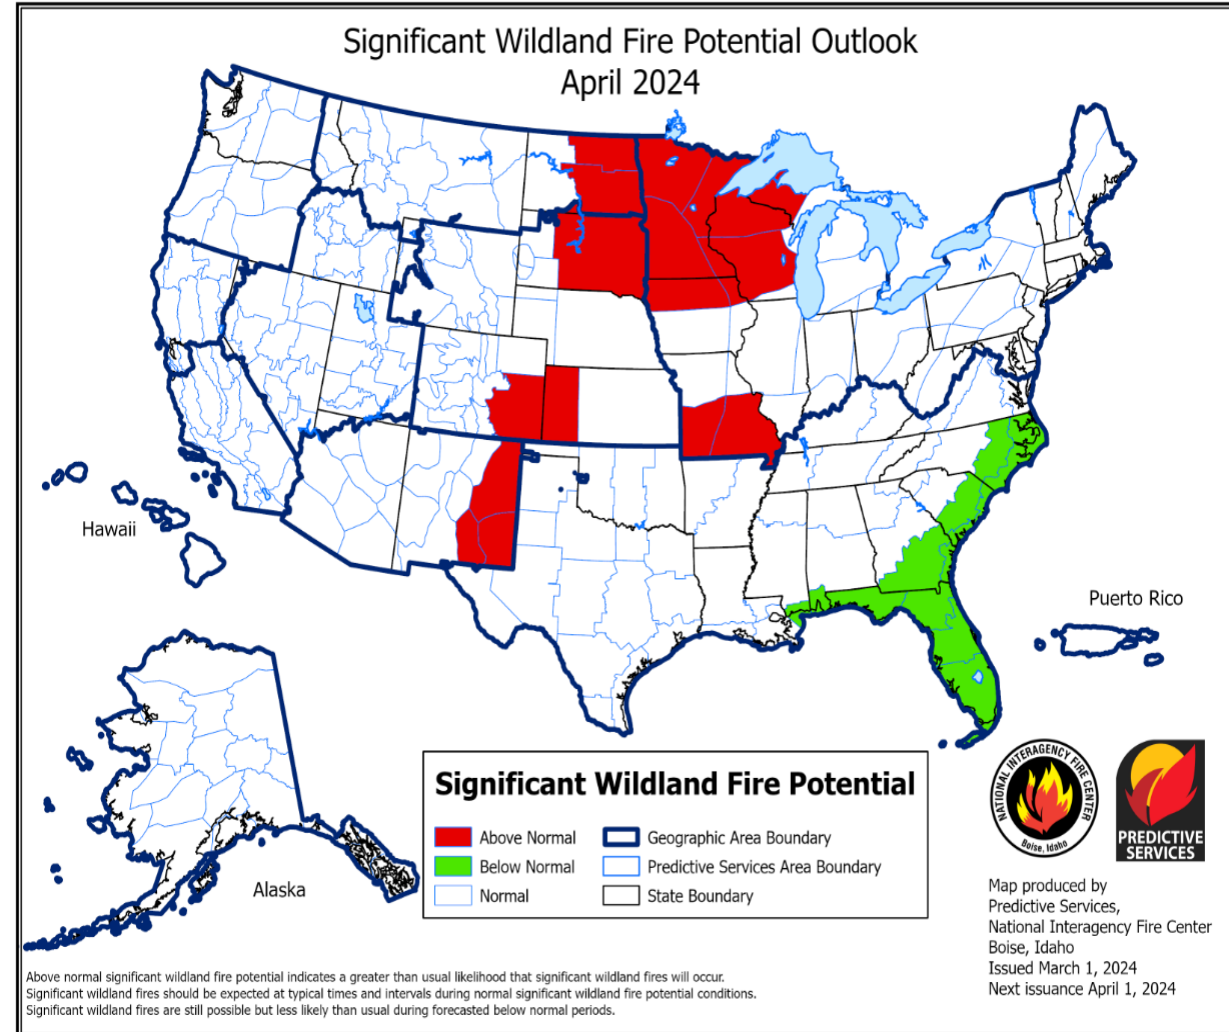 Significant Wildland Fire Potential Outlook
April 2024
Hawaii
Puerto Rico
Alaska
Significant Wildland Fire Potential
Above Normal
Below Normal
Normal
Geographic Area Boundary
Predictive Services Area Boundary
State Boundary
NATIONAL INTERAGENCY FIRE CENTER
Boise, Idaho
PREDICTIVE
SERVICES
Map produced by
Predictive Services,
National Interagency Fire Center
Boise, Idaho
Issued March 1, 2024
Next issuance April 1, 2024
Above normal significant wildland fire potential indicates a greater than usual likelihood that significant wildland fires will occur.
Significant wildland fires should be expected at typical times and intervals during normal significant wildland fire potential conditions.
Significant wildland fires are still possible but less likely than usual during forecasted below normal periods.